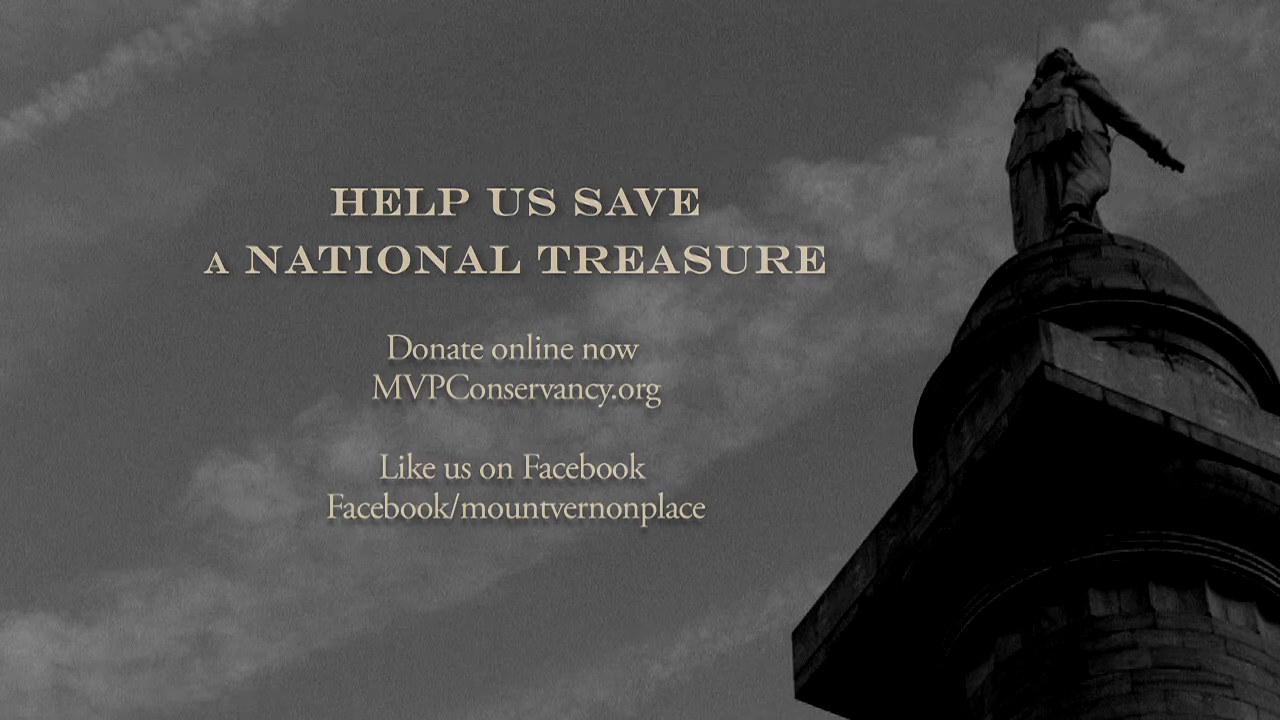 HELP US SAVE
A NATIONAL TREASURE
Donate online now
MVPConservancy.org
Like us on Facebook
Facebook/mountvernonplace